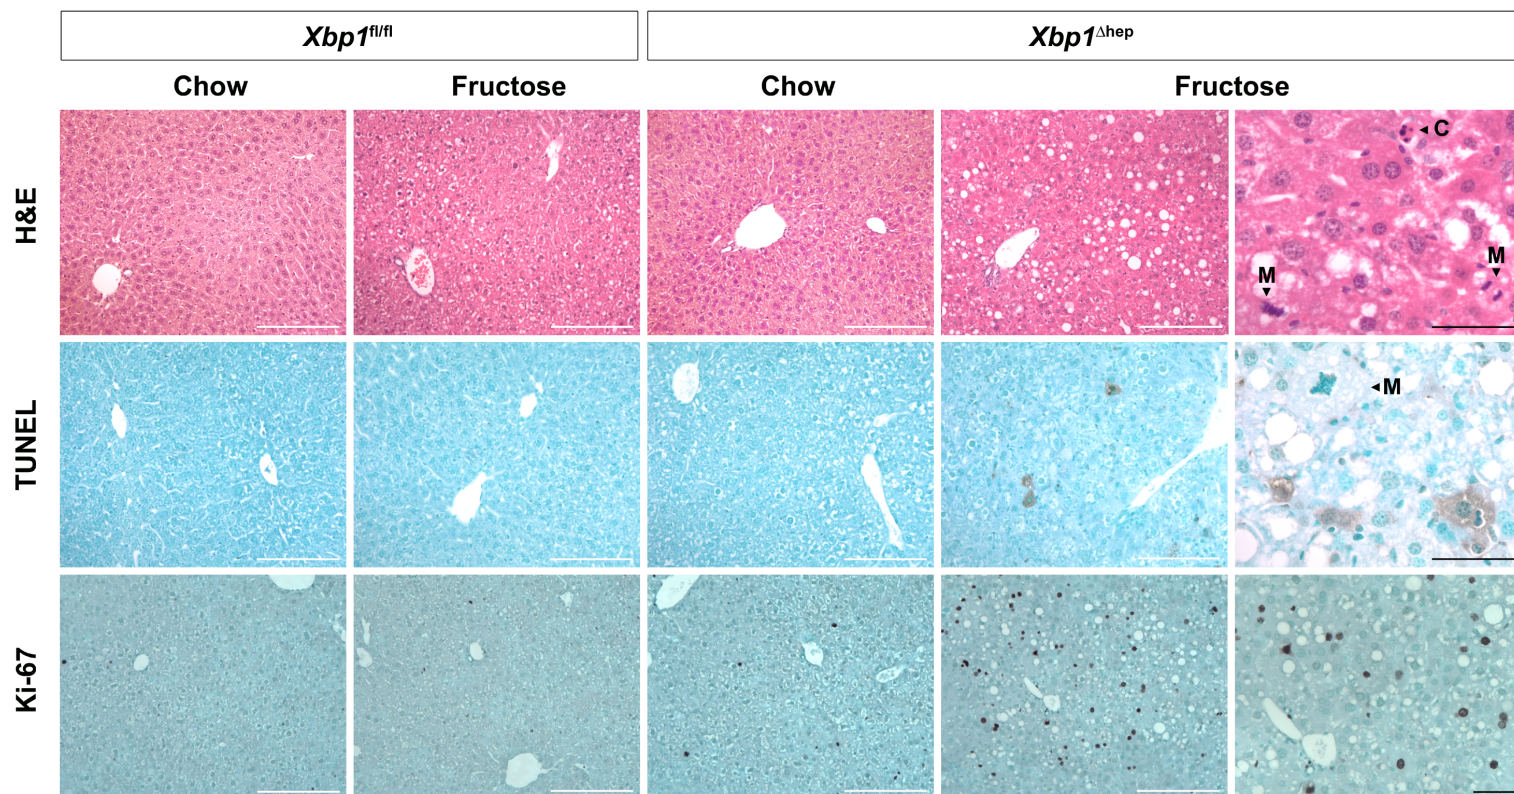 Xbp1fl/fl Xbp1Δhep
Chow Fructose Chow Fructose
H&E
C
M
M
TUNEL
M
Ki-67